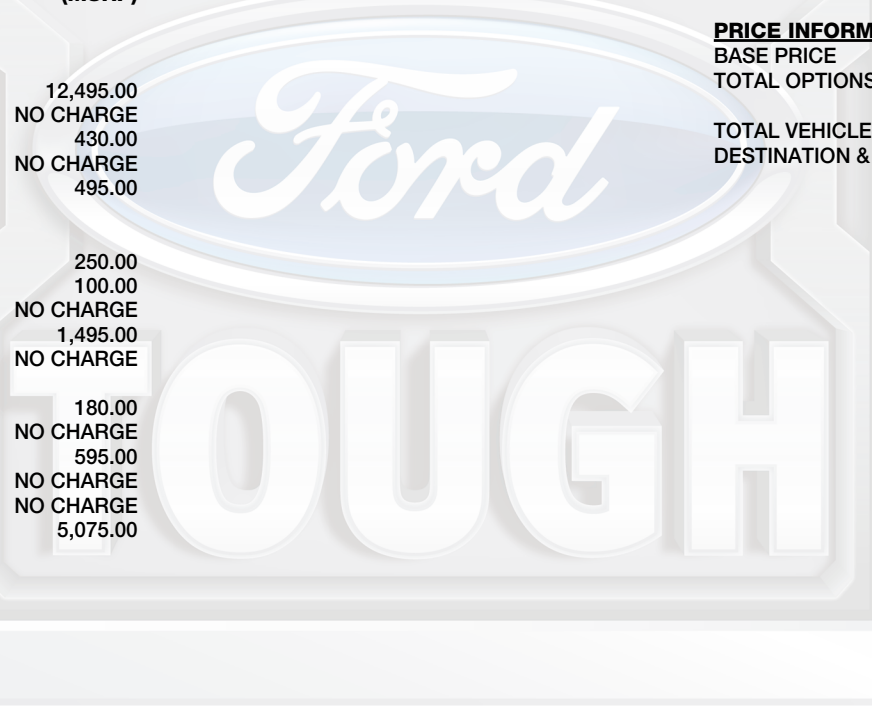 (MSRP)
12,495.00
NO CHARGE
430.00
NO CHARGE
495.00
250.00
100.00
NO CHARGE
1,495.00
NO CHARGE
180.00
NO CHARGE
595.00
NO CHARGE
NO CHARGE
5,075.00
PRICE INFORM
BASE PRICE
TOTAL OPTIONS
TOTAL VEHICLE
DESTINATION &
Ford
TOUGH